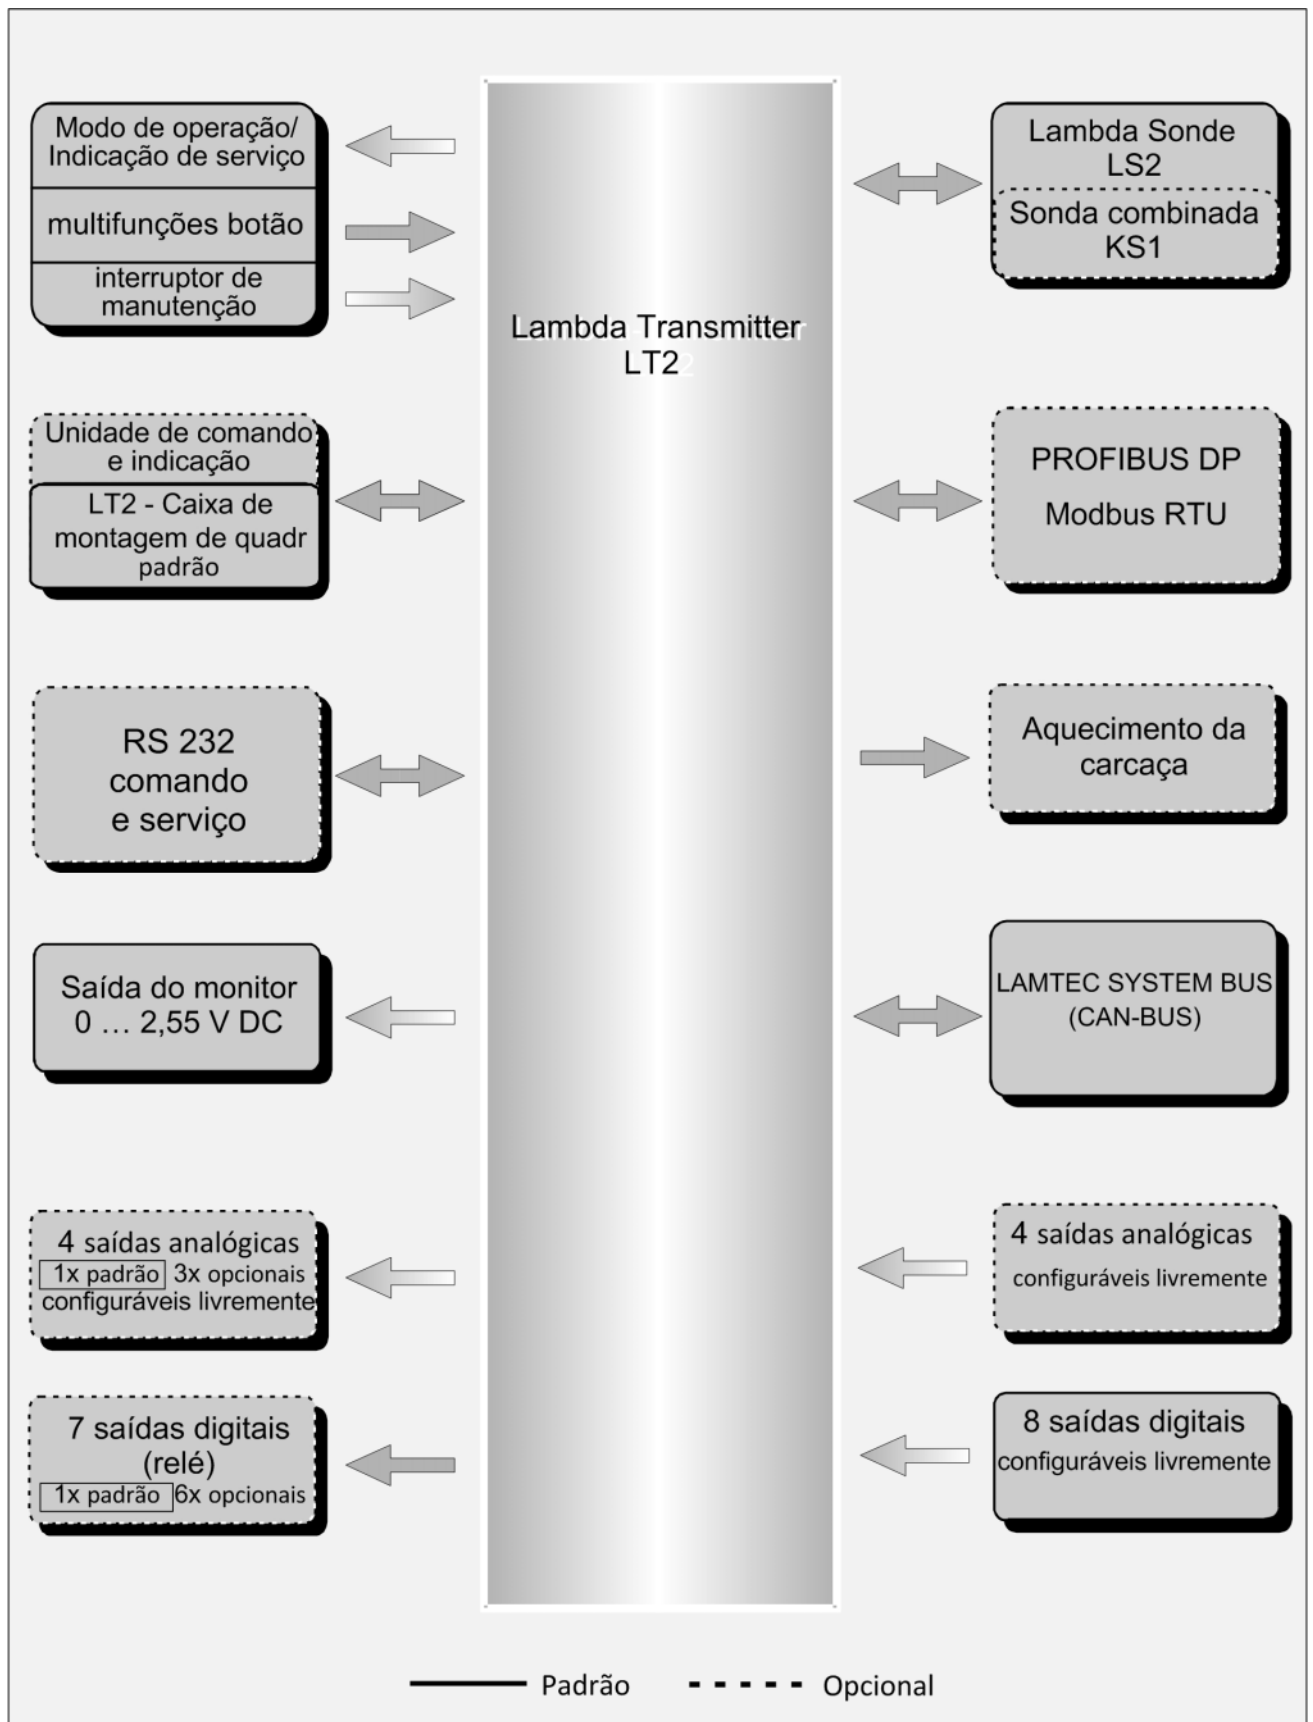 Modo de operação/
Indicação de serviço
multifunções botão
interruptor de
manutenção
Unidade de comando
e indicação
LT2 - Caixa de
montagem de quadr
padrão
RS 232
comando
e serviço
Saída do monitor
0 … 2,55 V DC
4 saídas analógicas
1x padrão 3x opcionais
configuráveis livremente
7 saídas digitais
(relé)
1x padrão 6x opcionais
Lambda Transmitter
LT2
Lambda Sonde
LS2
Sonda combinada
KS1
PROFIBUS DP
Modbus RTU
Aquecimento da
carcaça
LAMTEC SYSTEM BUS
(CAN-BUS)
4 saídas analógicas
configuráveis livremente
8 saídas digitais
configuráveis livremente
Padrão
Opcional